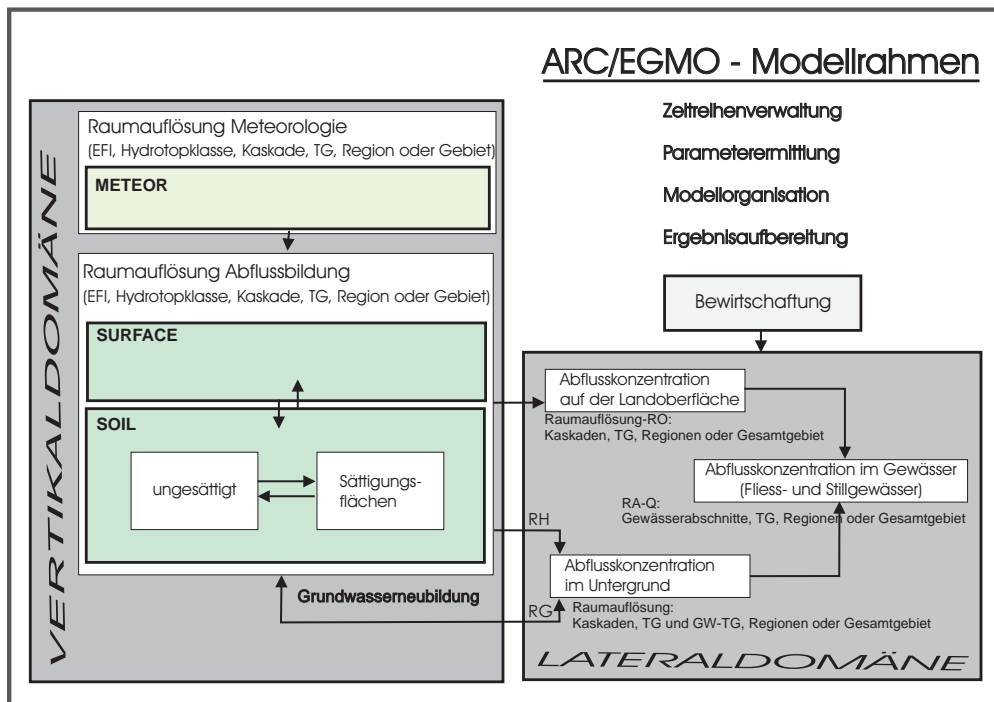 ARC/EGMO - Modellrahmen
Zeitreihenverwaltung
Parameterermittlung
Modellorganisation
Ergebnisaufbereitung
VERTIKALDOMÄNE
Raumauflösung Meteorologie
(EFl, Hydrotopklasse, Kaskade, TG, Region oder Gebiet)
METEOR
Raumauflösung Abflussbildung
(EFl, Hydrotopklasse, Kaskade, TG, Region oder Gebiet)
SURFACE
SOIL
ungesättigt
Sättigungs-
flächen
Grundwasserneubildung
RH
RG
Bewirtschaftung
Abflusskonzentration
auf der Landoberfläche
Raumauflösung-RO:
Kaskaden, TG, Regionen oder Gesamtgebiet
Abflusskonzentration im Gewässer
(Fliess- und Stillgewässer)
RA-Q:
Gewässerabschnitte, TG, Regionen oder Gesamtgebiet
Abflusskonzentration
im Untergrund
Raumauflösung:
Kaskaden, TG und GW-TG, Regionen oder Gesamtgebiet
LATERALDOMÄNE